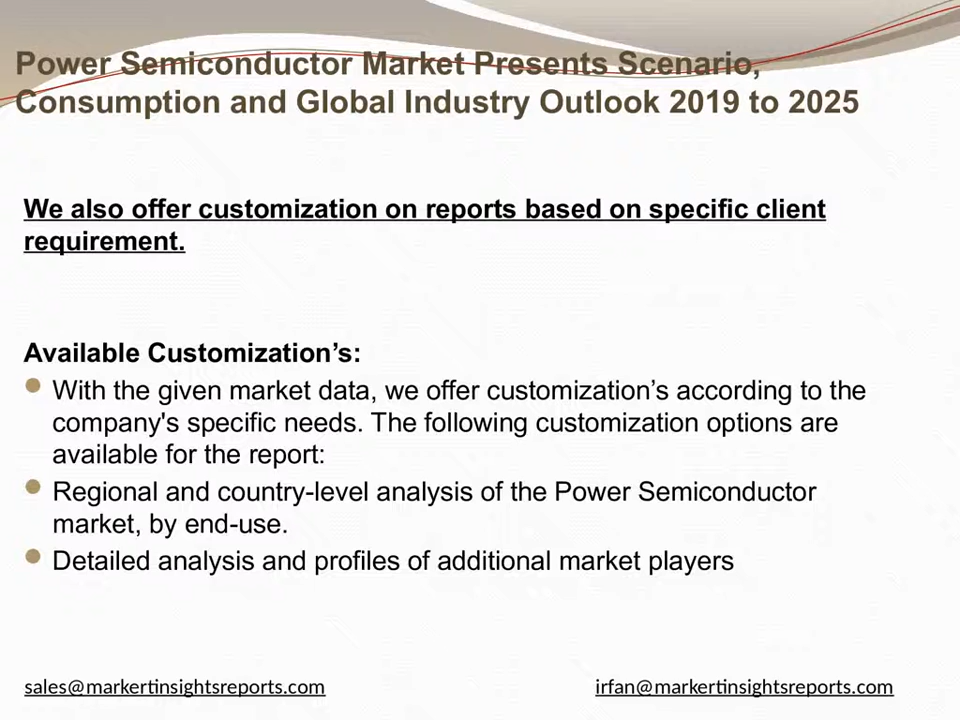 Power Semiconductor Market Presents Scenario,
Consumption and Global Industry Outlook 2019 to 2025
We also offer customization on reports based on specific client
requirement.
Available Customization’s:
With the given market data, we offer customization’s according to the
company's specific needs. The following customization options are
available for the report:
Regional and country-level analysis of the Power Semiconductor
market, by end-use.
Detailed analysis and profiles of additional market players
sales@markertinsightsreports.com
irfan@markertinsightsreports.com